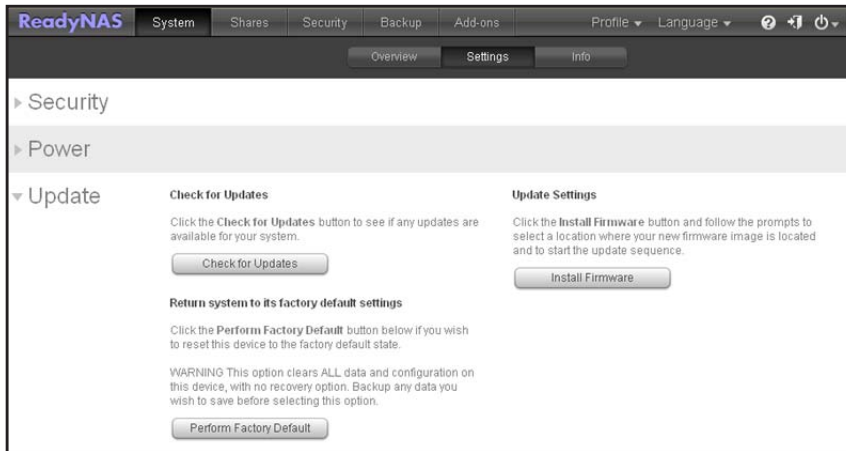 ReadyNAS System Shares Security Backup Add-ons Profile Language
Overview Settings Info
Security
Power
Update
Check for Updates
Click the Check for Updates button to see if any updates are
available for your system.
Check for Updates
Return system to its factory default settings
Click the Perform Factory Default button below if you wish
to reset this device to the factory default state.
WARNING This option clears ALL data and configuration on
this device, with no recovery option. Backup any data you
wish to save before selecting this option.
Perform Factory Default
Update Settings
Click the Install Firmware button and follow the prompts to
select a location where your new firmware image is located
and to start the update sequence.
Install Firmware